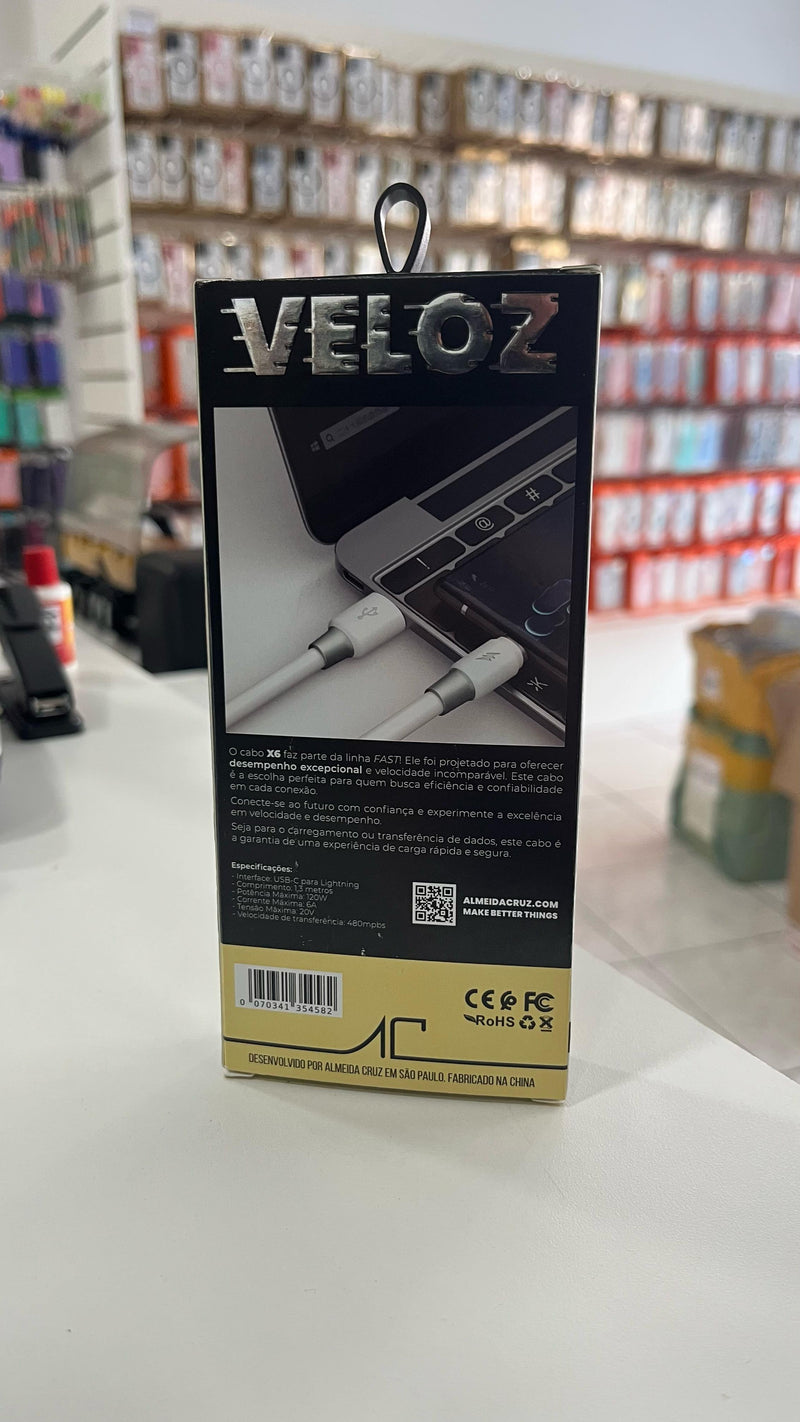 VELOZ
@
#
O cabo X6 faz parte da linha FAST! Ele foi projetado para oferecer
desempenho excepcional e velocidade incomparável. Este cabo
é a escolha perfeita para quem busca eficiência e confiabilidade
em cada conexão.
Conecte-se ao futuro com confiança e experimente a excelência
em velocidade e desempenho.
Seja para o carregamento ou transferência de dados, este cabo é
a garantia de uma experiência de carga rápida e segura.
Especificações:
- Interface: USB-C para Lightning
- Comprimento: 1,3 metros
- Potência Máxima: 120W
- Corrente Máxima: 6A
- Tensão Máxima: 20V
- Velocidade de transferência: 480mpbs
ALMEIDACRUZ.COM
MAKE BETTER THINGS
0 070341 354582
CE FC
RoHS
AC
DESENVOLVIDO POR ALMEIDA CRUZ EM SÃO PAULO. FABRICADO NA CHINA